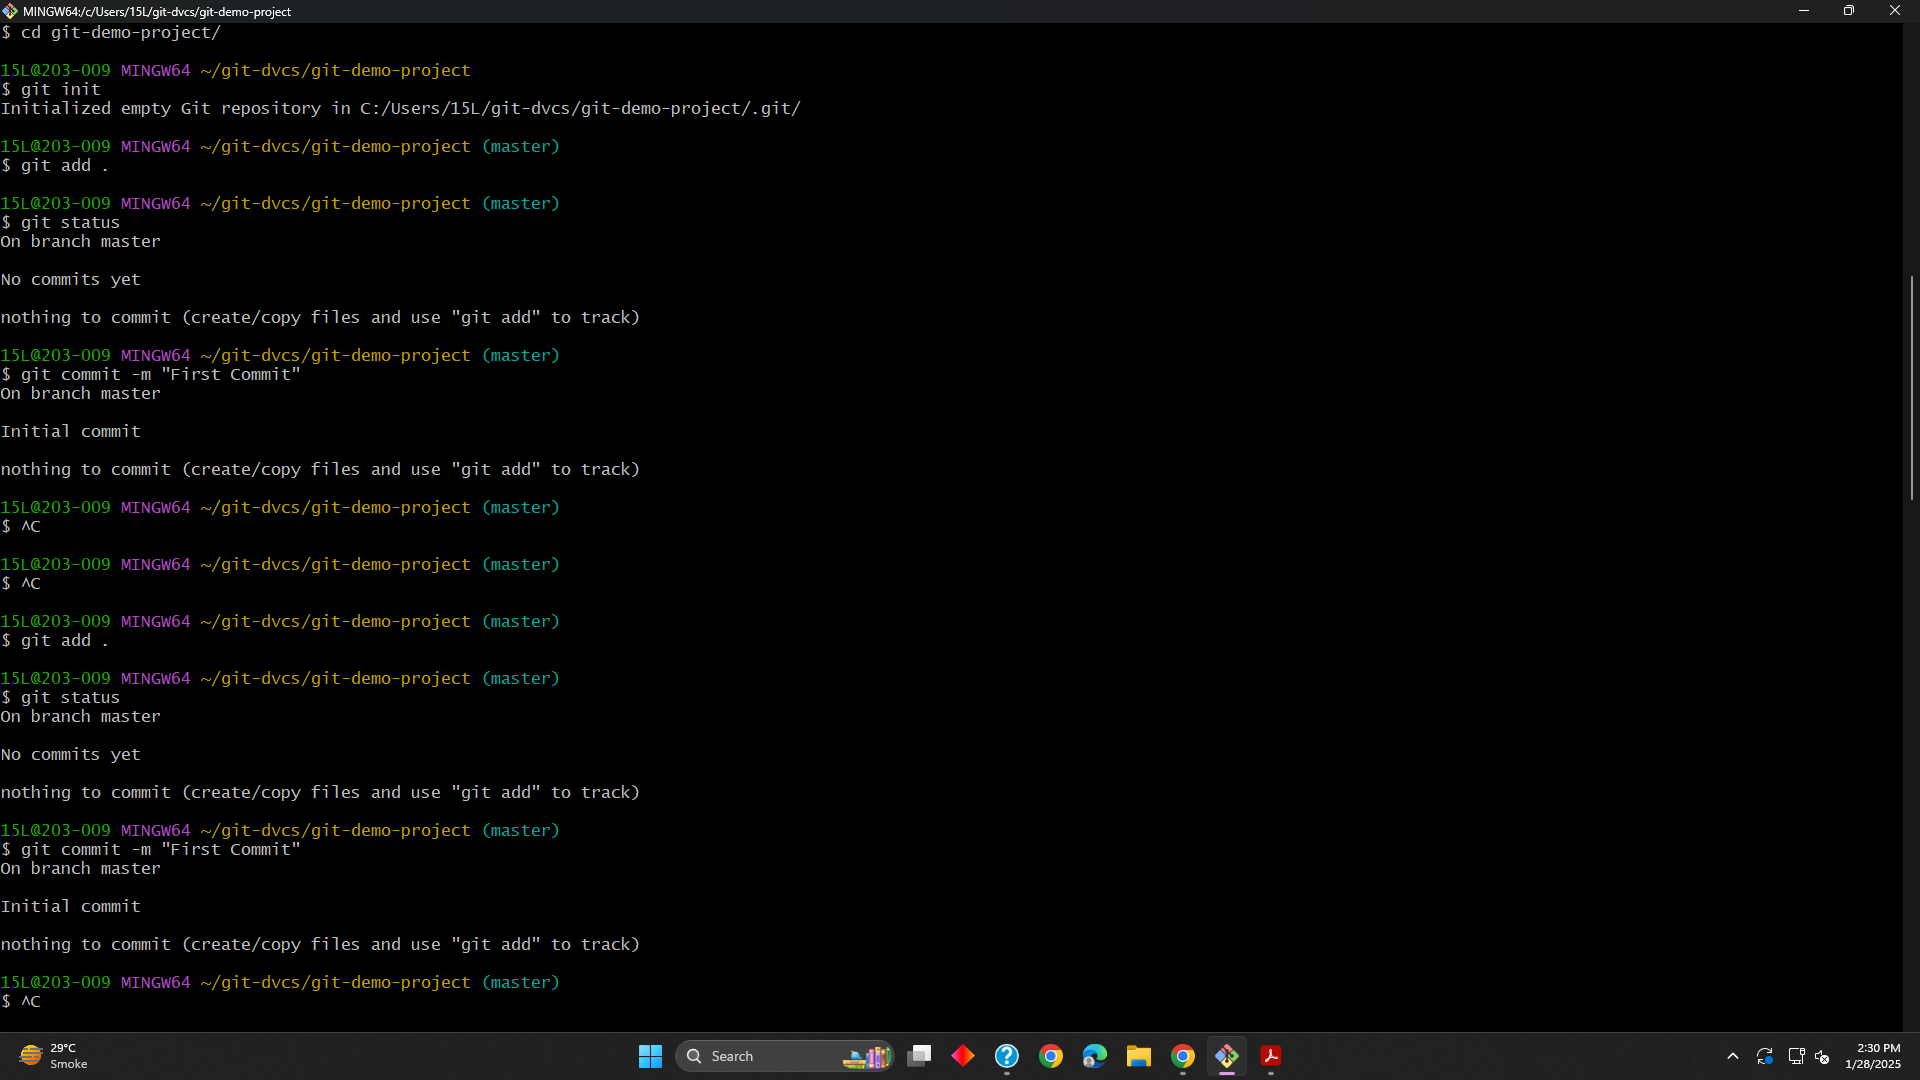 MINGW64:/c/Users/15L/git-dvcs/git-demo-project
$ cd git-demo-project/
15L@203-009 MINGW64 ~/git-dvcs/git-demo-project
$ git init
Initialized empty Git repository in C:/Users/15L/git-dvcs/git-demo-project/.git/
15L@203-009 MINGW64 ~/git-dvcs/git-demo-project (master)
$ git add .
15L@203-009 MINGW64 ~/git-dvcs/git-demo-project (master)
$ git status
On branch master
No commits yet
nothing to commit (create/copy files and use "git add" to track)
15L@203-009 MINGW64 ~/git-dvcs/git-demo-project (master)
$ git commit -m "First Commit"
On branch master
Initial commit
nothing to commit (create/copy files and use "git add" to track)
15L@203-009 MINGW64 ~/git-dvcs/git-demo-project (master)
$ ^C
15L@203-009 MINGW64 ~/git-dvcs/git-demo-project (master)
$ ^C
15L@203-009 MINGW64 ~/git-dvcs/git-demo-project (master)
$ git add .
15L@203-009 MINGW64 ~/git-dvcs/git-demo-project (master)
$ git status
On branch master
No commits yet
nothing to commit (create/copy files and use "git add" to track)
15L@203-009 MINGW64 ~/git-dvcs/git-demo-project (master)
$ git commit -m "First Commit"
On branch master
Initial commit
nothing to commit (create/copy files and use "git add" to track)
15L@203-009 MINGW64 ~/git-dvcs/git-demo-project (master)
$ ^C
29°C
Smoke
Search
2:30 PM
1/28/2025